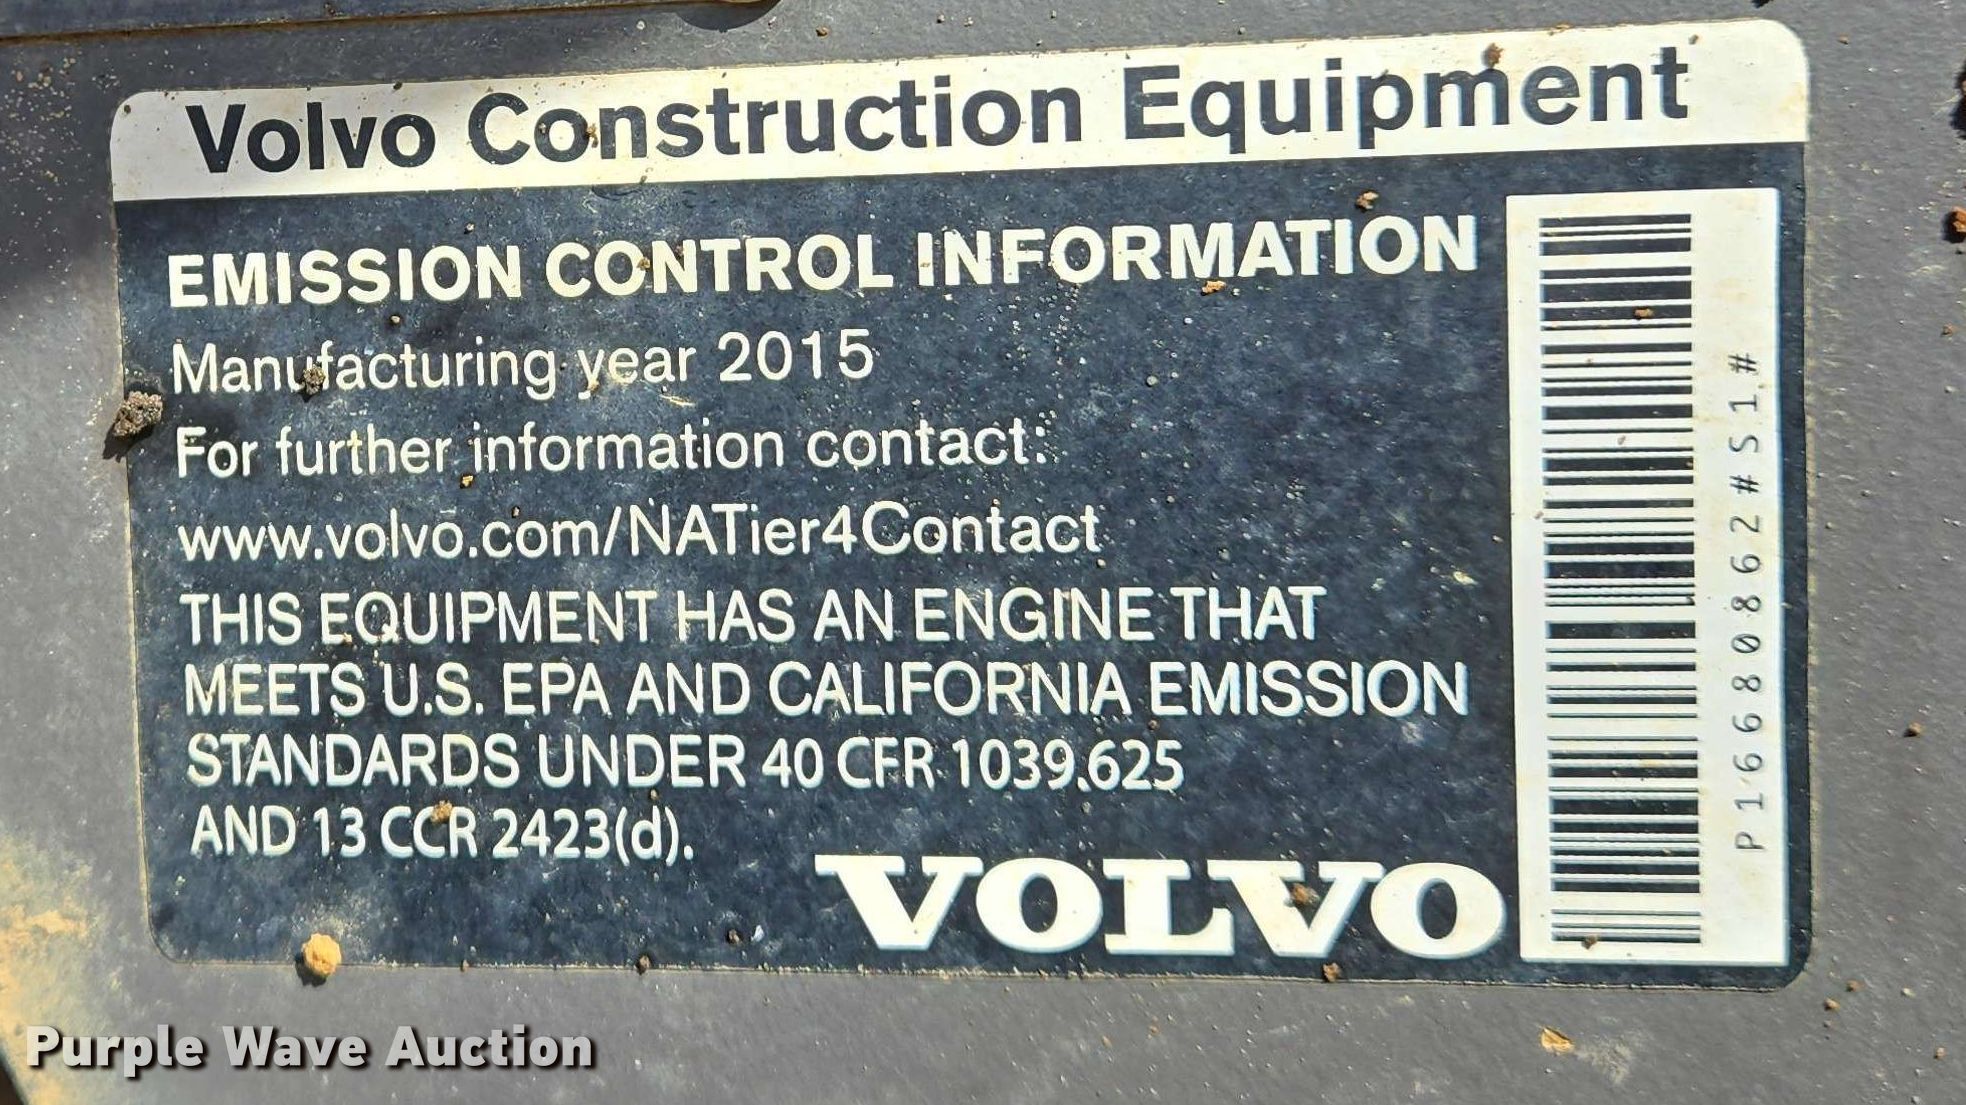 Volvo Construction Equipment
EMISSION CONTROL INFORMATION
Manufacturing year 2015
For further information contact:
www.volvo.com/NATier4Contact
THIS EQUIPMENT HAS AN ENGINE THAT
MEETS U.S. EPA AND CALIFORNIA EMISSION
STANDARDS UNDER 40 CFR 1039.625
AND 13 CCR 2423(d).
VOLVO
P16680862#S1#
Purple Wave Auction